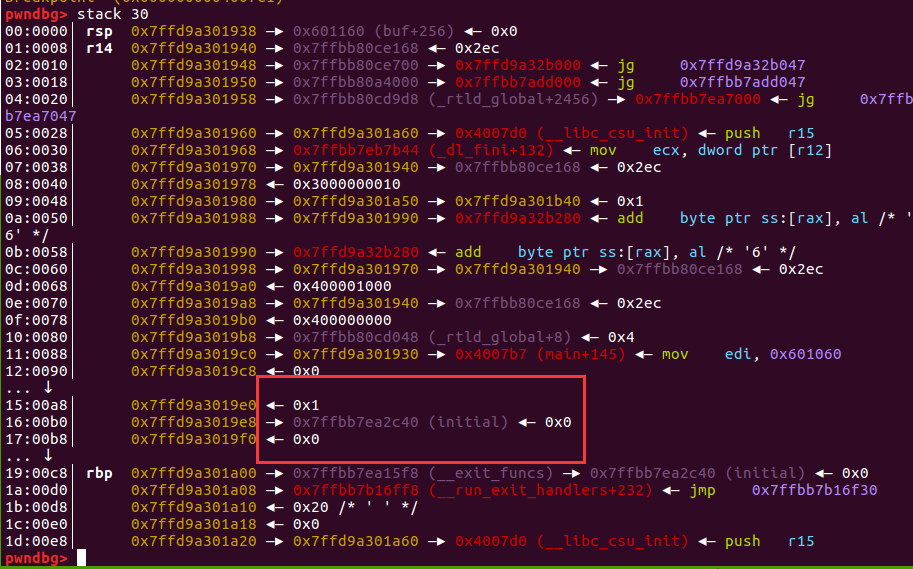 pwndbg> stack 30
00:0000│ rsp 0x7ffd9a301938 —▸ 0x601160 (buf+256) ◂— 0x0
01:0008│ r14 0x7ffd9a301940 —▸ 0x7ffbb80ce168 ◂— 0x2ec
02:0010│ 0x7ffd9a301948 —▸ 0x7ffbb80ce700 —▸ 0x7ffd9a32b000 ◂— jg 0x7ffd9a32b047
03:0018│ 0x7ffd9a301950 —▸ 0x7ffbb80a4000 —▸ 0x7ffbb7add000 ◂— jg 0x7ffbb7add047
04:0020│ 0x7ffd9a301958 —▸ 0x7ffbb80cd9d8 (_rtld_global+2456) —▸ 0x7ffbb7ea7000 ◂— jg 0x7ffb
b7ea7047
05:0028│ 0x7ffd9a301960 —▸ 0x7ffd9a301a60 —▸ 0x4007d0 (__libc_csu_init) ◂— push r15
06:0030│ 0x7ffd9a301968 —▸ 0x7ffbb7eb7b44 (_dl_fini+132) ◂— mov ecx, dword ptr [r12]
07:0038│ 0x7ffd9a301970 —▸ 0x7ffd9a301940 —▸ 0x7ffbb80ce168 ◂— 0x2ec
08:0040│ 0x7ffd9a301978 ◂— 0x3000000010
09:0048│ 0x7ffd9a301980 —▸ 0x7ffd9a301a50 —▸ 0x7ffd9a301b40 ◂— 0x1
0a:0050│ 0x7ffd9a301988 —▸ 0x7ffd9a301990 —▸ 0x7ffd9a32b280 ◂— add byte ptr ss:[rax], al /* '
6' */
0b:0058│ 0x7ffd9a301990 —▸ 0x7ffd9a32b280 ◂— add byte ptr ss:[rax], al /* '6' */
0c:0060│ 0x7ffd9a301998 —▸ 0x7ffd9a301970 —▸ 0x7ffd9a301940 —▸ 0x7ffbb80ce168 ◂— 0x2ec
0d:0068│ 0x7ffd9a3019a0 ◂— 0x400001000
0e:0070│ 0x7ffd9a3019a8 —▸ 0x7ffd9a301940 —▸ 0x7ffbb80ce168 ◂— 0x2ec
0f:0078│ 0x7ffd9a3019b0 ◂— 0x400000000
10:0080│ 0x7ffd9a3019b8 —▸ 0x7ffbb80cd048 (_rtld_global+8) ◂— 0x4
11:0088│ 0x7ffd9a3019c0 —▸ 0x7ffd9a301930 —▸ 0x4007b7 (main+145) ◂— mov edi, 0x601060
12:0090│ 0x7ffd9a3019c8 ◂— 0x0
... ↓
15:00a8│ 0x7ffd9a3019e0 ◂— 0x1
16:00b0│ 0x7ffd9a3019e8 —▸ 0x7ffbb7ea2c40 (initial) ◂— 0x0
17:00b8│ 0x7ffd9a3019f0 ◂— 0x0
... ↓
19:00c8│ rbp 0x7ffd9a301a00 —▸ 0x7ffbb7ea15f8 (__exit_funcs) —▸ 0x7ffbb7ea2c40 (initial) ◂— 0x0
1a:00d0│ 0x7ffd9a301a08 —▸ 0x7ffbb7b16ff8 (__run_exit_handlers+232) ◂— jmp 0x7ffbb7b16f30
1b:00d8│ 0x7ffd9a301a10 ◂— 0x20 /* ' ' */
1c:00e0│ 0x7ffd9a301a18 ◂— 0x0
1d:00e8│ 0x7ffd9a301a20 —▸ 0x7ffd9a301a60 —▸ 0x4007d0 (__libc_csu_init) ◂— push r15
pwndbg>